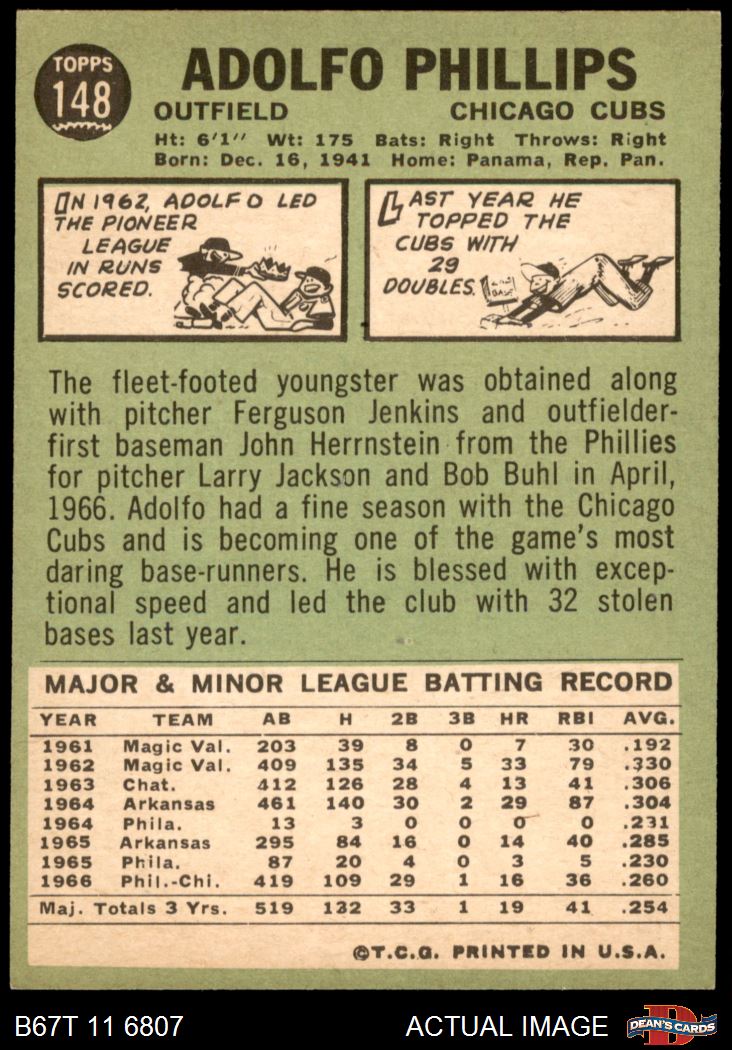 TOPPS
148
ADOLFO PHILLIPS
OUTFIELD CHICAGO CUBS
Ht: 6'1" Wt: 175 Bats: Right Throws: Right
Born: Dec. 16, 1941 Home: Panama, Rep. Pan.
IN 1962, ADOLFO LED
THE PIONEER
LEAGUE
IN RUNS
SCORED.
LAST YEAR HE
TOPPED THE
CUBS WITH
29
DOUBLES.
The fleet-footed youngster was obtained along
with pitcher Ferguson Jenkins and outfielder-
first baseman John Herrnstein from the Phillies
for pitcher Larry Jackson and Bob Buhl in April,
1966. Adolfo had a fine season with the Chicago
Cubs and is becoming one of the game's most
daring base-runners. He is blessed with excep-
tional speed and led the club with 32 stolen
bases last year.
MAJOR & MINOR LEAGUE BATTING RECORD
YEAR TEAM AB H 2B 3B HR RBI AVG.
1961 Magic Val. 203 39 8 0 7 30 .192
1962 Magic Val. 409 135 34 5 33 79 .330
1963 Chat. 412 126 28 4 13 41 .306
1964 Arkansas 461 140 30 2 29 87 .304
1964 Phila. 13 3 0 0 0 0 .231
1965 Arkansas 295 84 16 0 14 40 .285
1965 Phila. 87 20 4 0 3 5 .230
1966 Phil.-Chi. 419 109 29 1 16 36 .260
Maj. Totals 3 Yrs. 519 132 33 1 19 41 .254
©T.C.G. PRINTED IN U.S.A.
B67T 11 6807 ACTUAL IMAGE DEAN'S CARDS